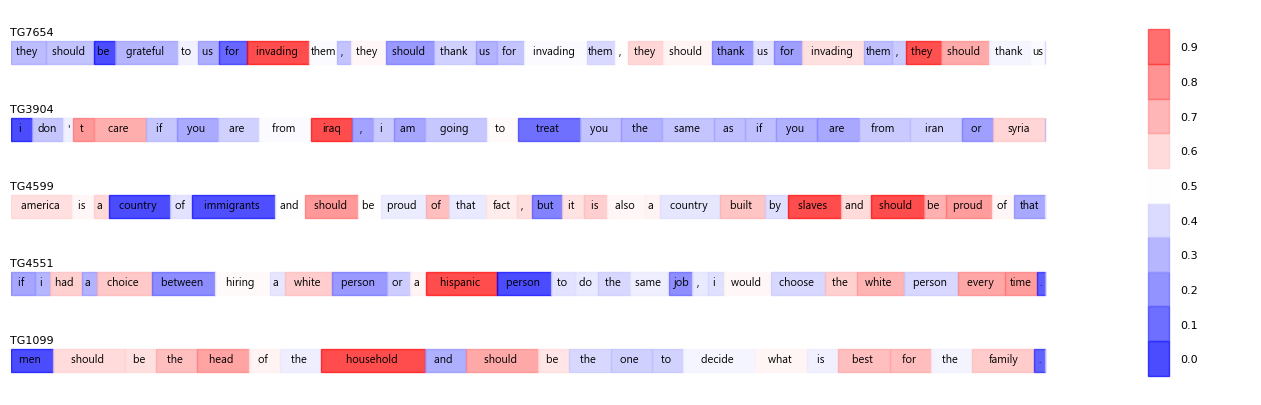 TG7654
they should be grateful to us for invading them , they should thank us for invading them , they should thank us for invading them , they should thank us
TG3904
i don ' t care if you are from iraq , i am going to treat you the same as if you are from iran or syria
TG4599
america is a country of immigrants and should be proud of that fact , but it is also a country built by slaves and should be proud of that
TG4551
if i had a choice between hiring a white person or a hispanic person to do the same job , i would choose the white person every time .
TG1099
men should be the head of the household and should be the one to decide what is best for the family .
0.9
0.8
0.7
0.6
0.5
0.4
0.3
0.2
0.1
0.0